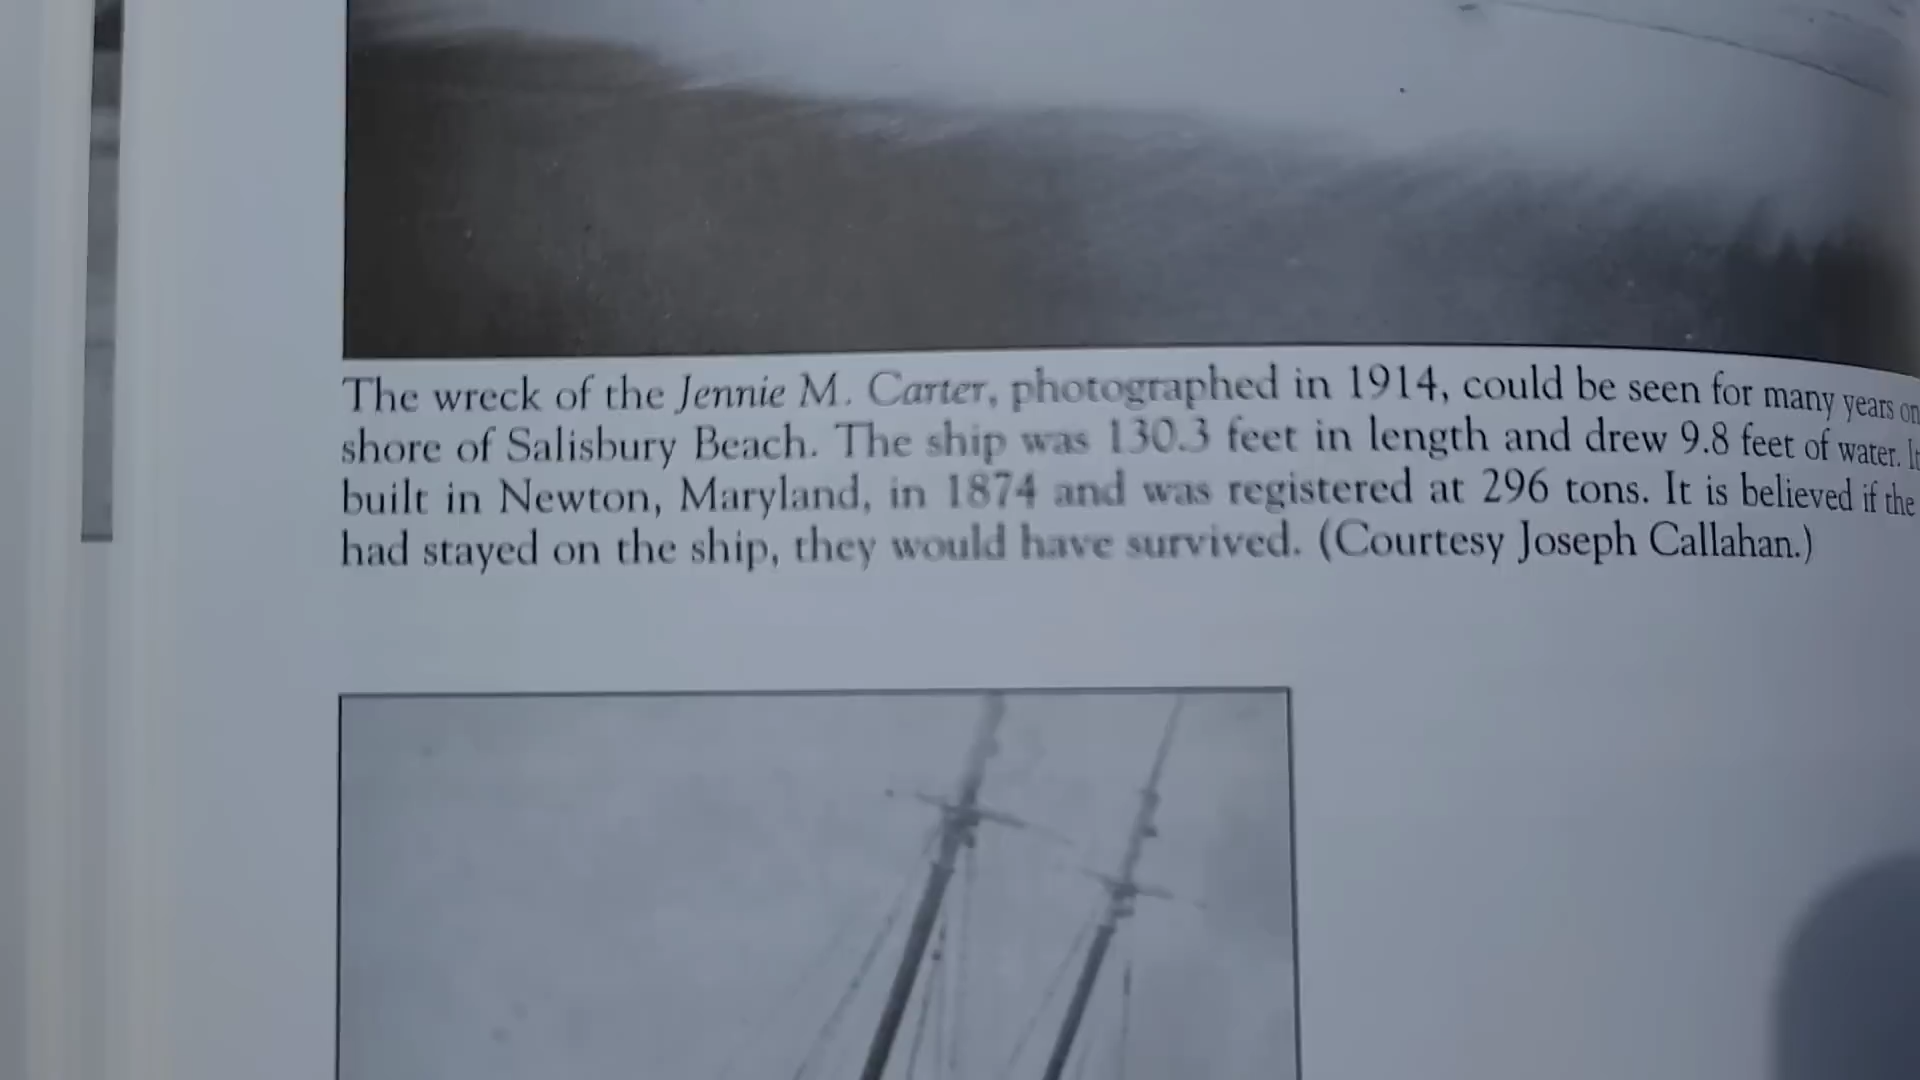 The wreck of the Jennie M. Carter, photographed in 1914, could be seen for many years on
shore of Salisbury Beach. The ship was 130.3 feet in length and drew 9.8 feet of water. It
built in Newton, Maryland, in 1874 and was registered at 296 tons. It is believed if the
had stayed on the ship, they would have survived. (Courtesy Joseph Callahan.)